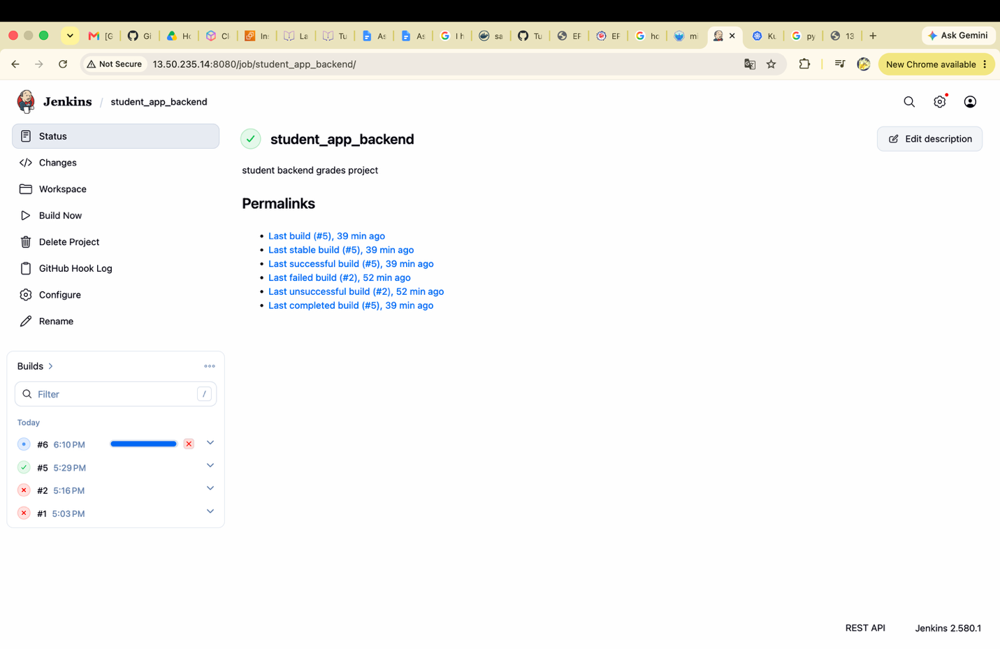 [G
Gi
Ho
Cl
In:
La
Tu
As
As
I h
sa
Tu
EF
EF
ho
mi
Ku
py
13
Ask Gemini
Not Secure
13.50.235.14:8080/job/student_app_backend/
New Chrome available
Jenkins / student_app_backend
Status
Changes
Workspace
Build Now
Delete Project
GitHub Hook Log
Configure
Rename
Builds
Filter /
Today
#6 6:10 PM
#5 5:29 PM
#2 5:16 PM
#1 5:03 PM
student_app_backend
Edit description
student backend grades project
Permalinks
• Last build (#5), 39 min ago
• Last stable build (#5), 39 min ago
• Last successful build (#5), 39 min ago
• Last failed build (#2), 52 min ago
• Last unsuccessful build (#2), 52 min ago
• Last completed build (#5), 39 min ago
REST API
Jenkins 2.580.1